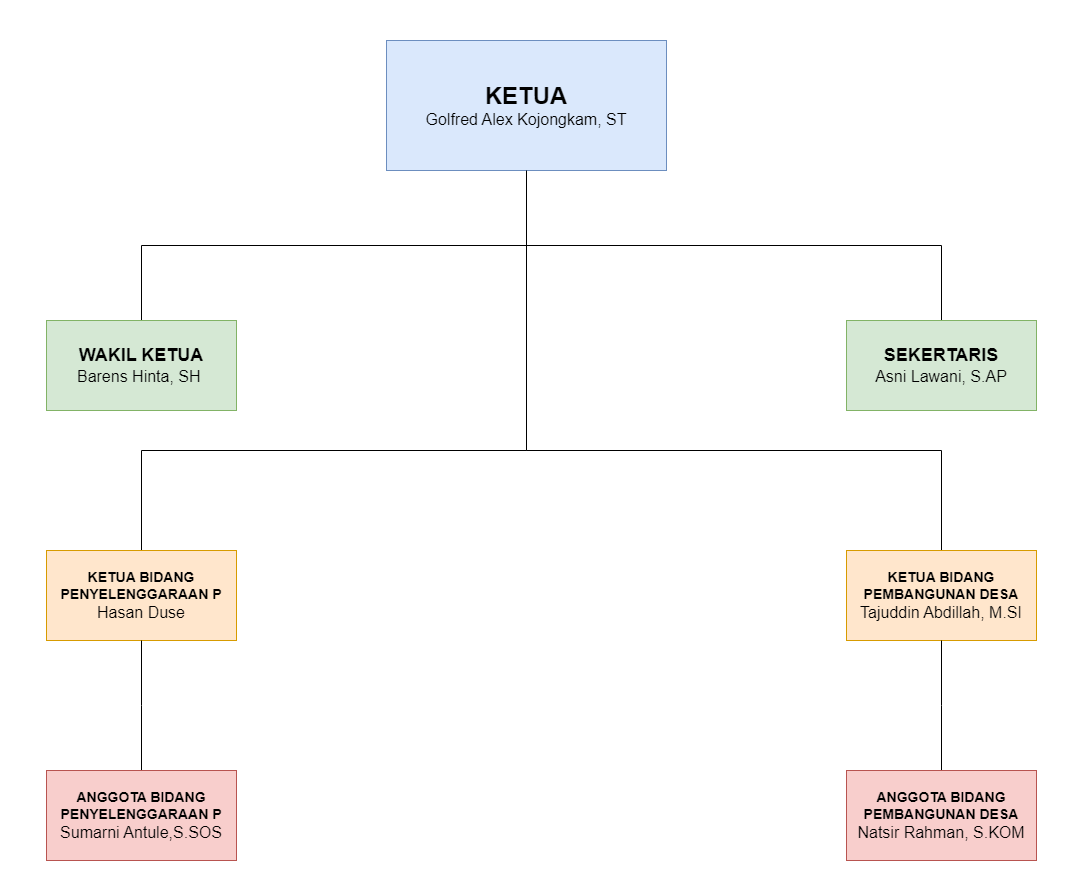 KETUA
Golfred Alex Kojongkam, ST
WAKIL KETUA
Barens Hinta, SH
SEKERTARIS
Asni Lawani, S.AP
KETUA BIDANG
PENYELENGGARAAN P
Hasan Duse
KETUA BIDANG
PEMBANGUNAN DESA
Tajuddin Abdillah, M.SI
ANGGOTA BIDANG
PENYELENGGARAAN P
Sumarni Antule,S.SOS
ANGGOTA BIDANG
PEMBANGUNAN DESA
Natsir Rahman, S.KOM